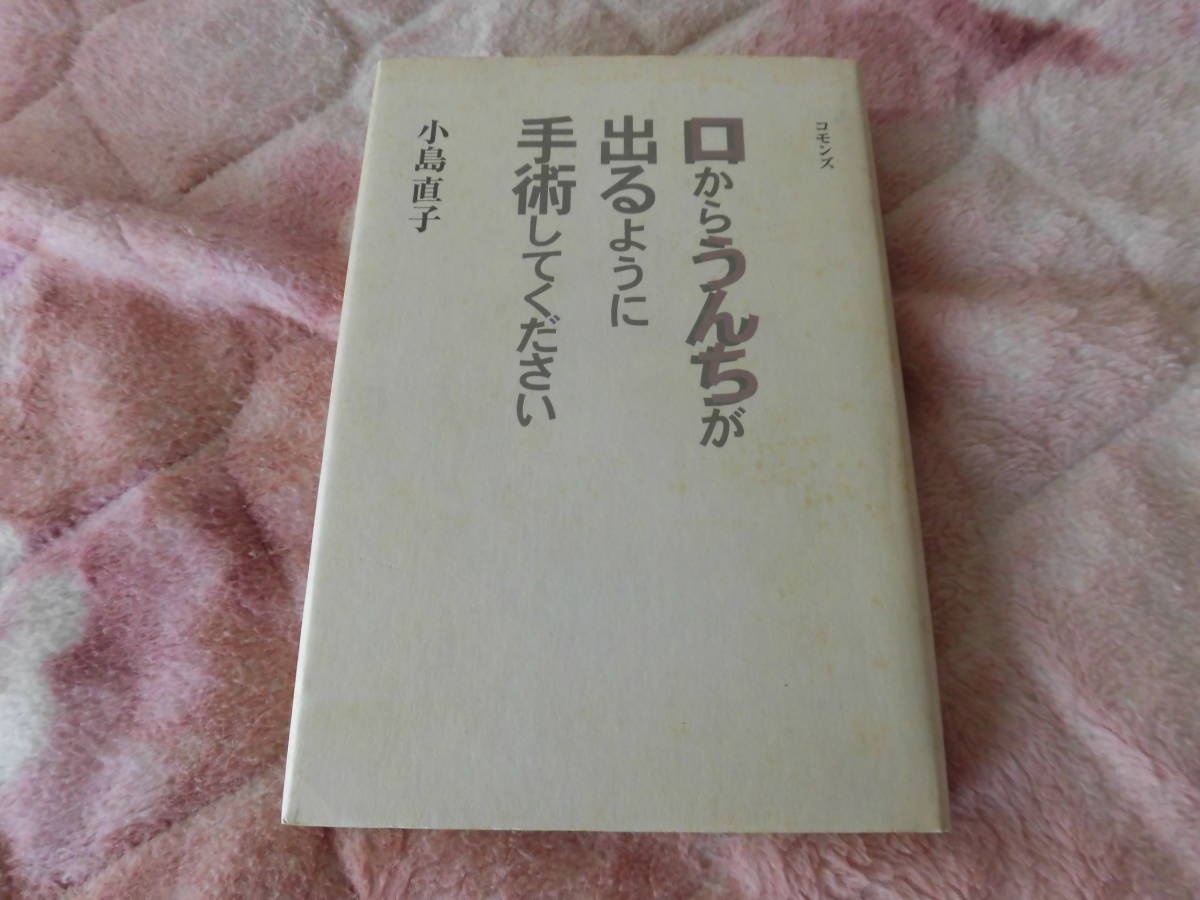 コモンズ
口からうんちが
出るように
手術してください
小島直子